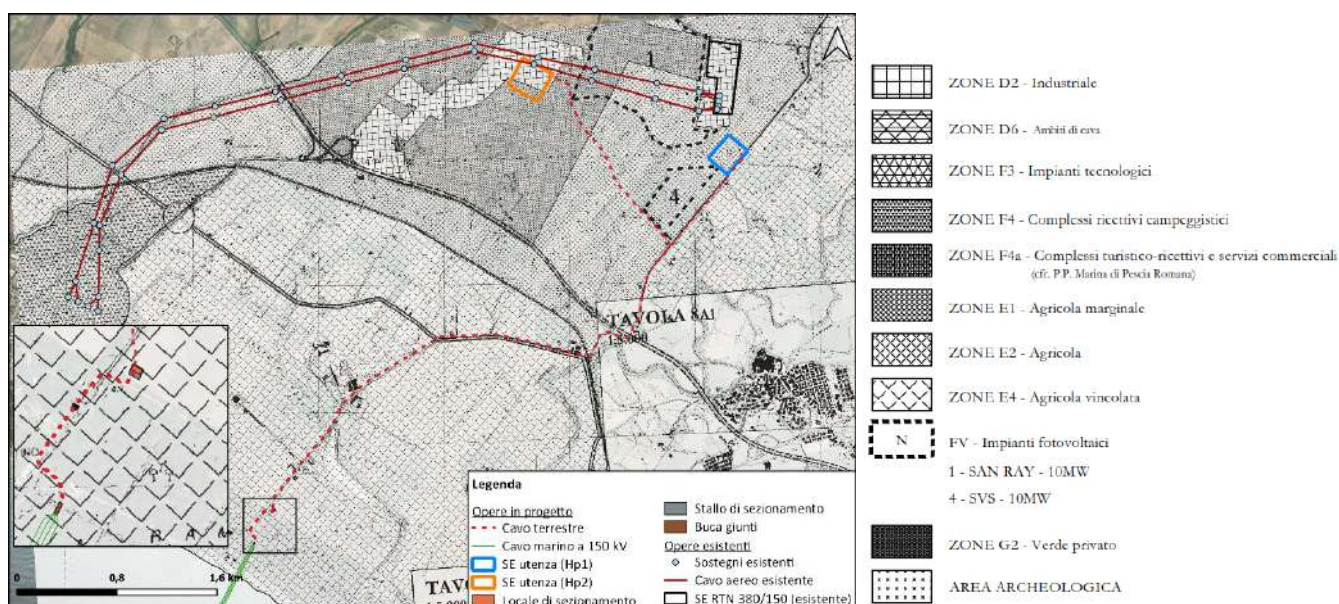 1
4
TAVOLA 8A1
1:5.000
0
0,8
1,6 km
TAV
Legenda
Opere in progetto
Cavo terrestre
Cavo marino a 150 kV
SE utenza (Hp1)
SE utenza (Hp2)
Locale di sezionamento
Stallo di sezionamento
Buca giunti
Opere esistenti
Sostegni esistenti
Cavo aereo esistente
SE RTN 380/150 (esistente)
ZONE D2 - Industriale
ZONE D6 - Ambiti di cava
ZONE F3 - Impianti tecnologici
ZONE F4 - Complessi ricettivi campeggistici
ZONE F4a - Complessi turistico-ricettivi e servizi commerciali
(cfr. P.P. Marina di Pescia Romana)
ZONE E1 - Agricola marginale
ZONE E2 - Agricola
ZONE E4 - Agricola vincolata
N
FV - Impianti fotovoltaici
1 - SAN RAY - 10MW
4 - SVS - 10MW
ZONE G2 - Verde privato
AREA ARCHEOLOGICA